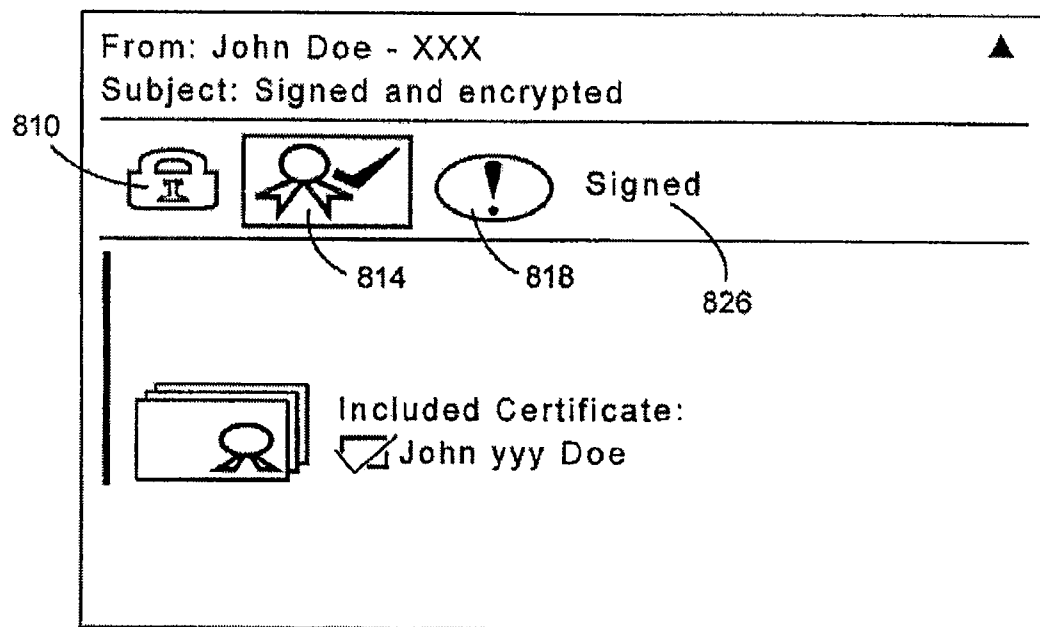 From: John Doe - XXX
Subject: Signed and encrypted
810
Signed
814
818
826
Included Certificate:
John yyy Doe